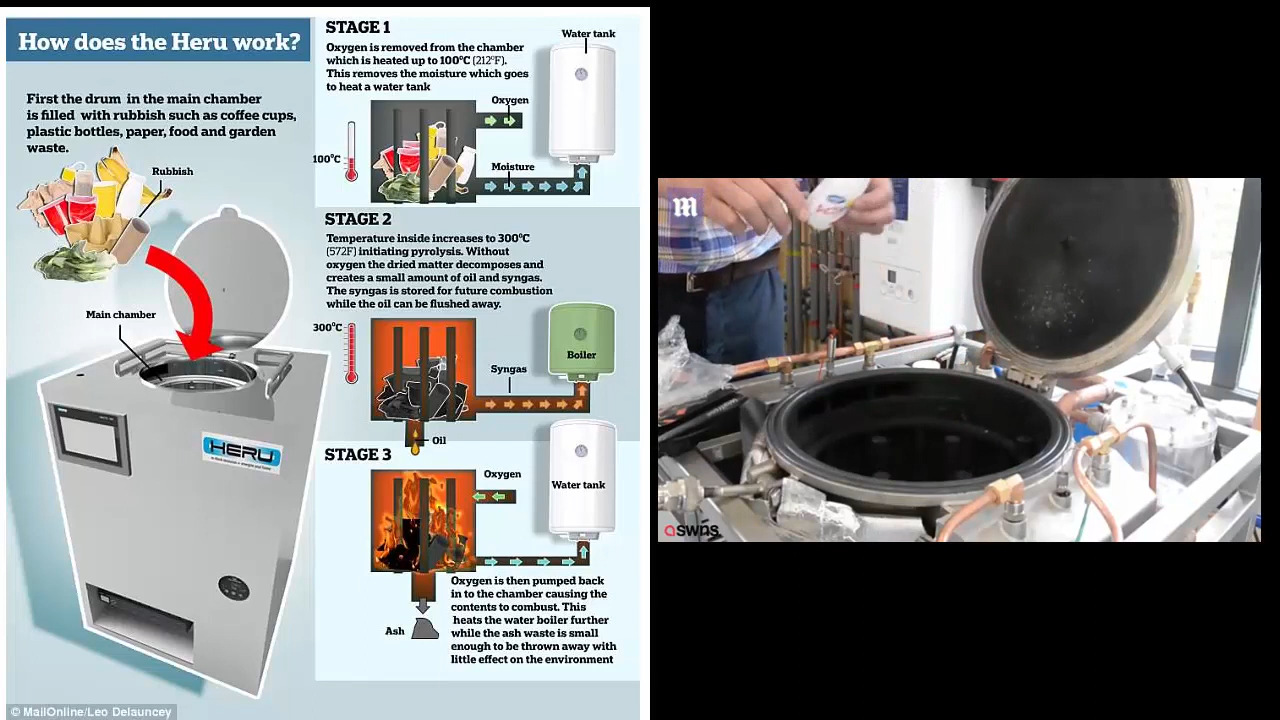 How does the Heru work?
First the drum in the main chamber
is filled with rubbish such as coffee cups,
plastic bottles, paper, food and garden
waste.
Rubbish
Main chamber
HERU
© MailOnline/Leo Delauncey
STAGE 1
Oxygen is removed from the chamber
which is heated up to 100°C (212°F).
This removes the moisture which goes
to heat a water tank
Water tank
Oxygen
100°C
Moisture
STAGE 2
Temperature inside increases to 300°C
(572F) initiating pyrolysis. Without
oxygen the dried matter decomposes and
creates a small amount of oil and syngas.
The syngas is stored for future combustion
while the oil can be flushed away.
300°C
Boiler
Syngas
Oil
STAGE 3
Oxygen
Water tank
Oxygen is then pumped back
in to the chamber causing the
contents to combust. This
heats the water boiler further
while the ash waste is small
enough to be thrown away with
little effect on the environment
Ash
m
swns